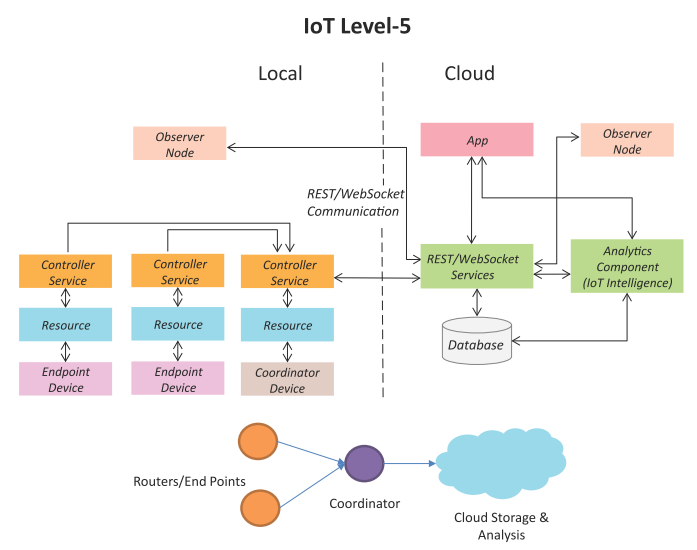 IoT Level-5
Local
Cloud
Observer
Node
App
Observer
Node
REST/WebSocket
Communication
Controller
Service
Controller
Service
Controller
Service
REST/WebSocket
Services
Analytics
Component
(IoT Intelligence)
Resource
Resource
Resource
Database
Endpoint
Device
Endpoint
Device
Coordinator
Device
Routers/End Points
Coordinator
Cloud Storage &
Analysis